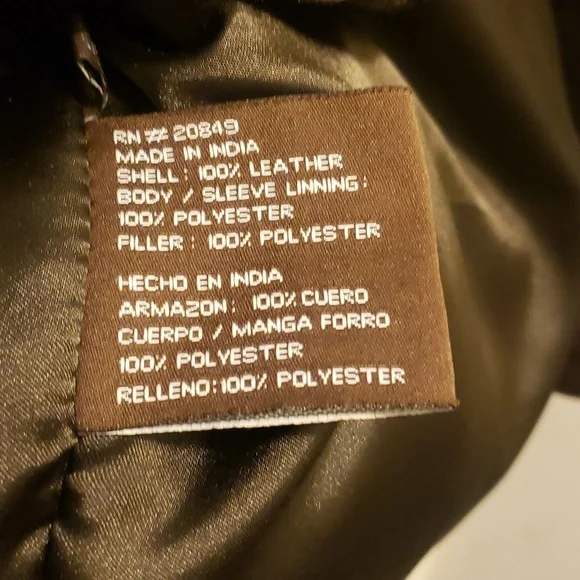 RN # 20849
MADE IN INDIA
SHELL: 100% LEATHER
BODY / SLEEVE LINNING:
100% POLYESTER
FILLER: 100% POLYESTER
HECHO EN INDIA
ARMAZON: 100% CUERO
CUERPO / MANGA FORRO
100% POLYESTER
RELLENO:100% POLYESTER